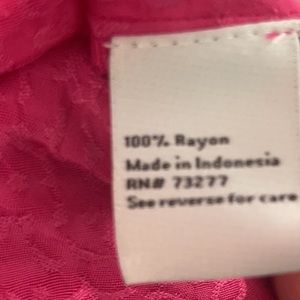 100% Rayon
Made in Indonesia
RN# 73277
See reverse for care